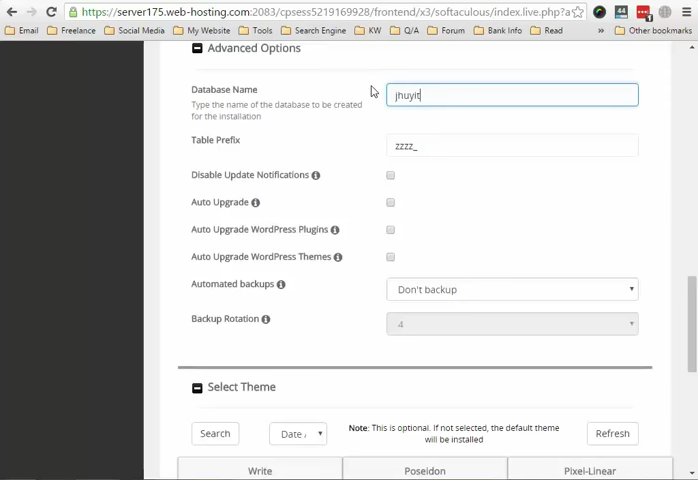 https://server175.web-hosting.com:2083/cpsess5219169928/frontend/x3/softaculous/index.live.php?a
44
1
Email Freelance Social Media My Website Tools Search Engine KW Q/A Forum Bank Info Read » Other bookmarks
Advanced Options
Database Name
jhuyit
Type the name of the database to be created
for the installation
Table Prefix
zzzz_
Disable Update Notifications
Auto Upgrade
Auto Upgrade WordPress Plugins
Auto Upgrade WordPress Themes
Automated backups
Don't backup
Backup Rotation
4
Select Theme
Search
Date
Note: This is optional. If not selected, the default theme
will be installed
Refresh
Write Poseidon Pixel-Linear